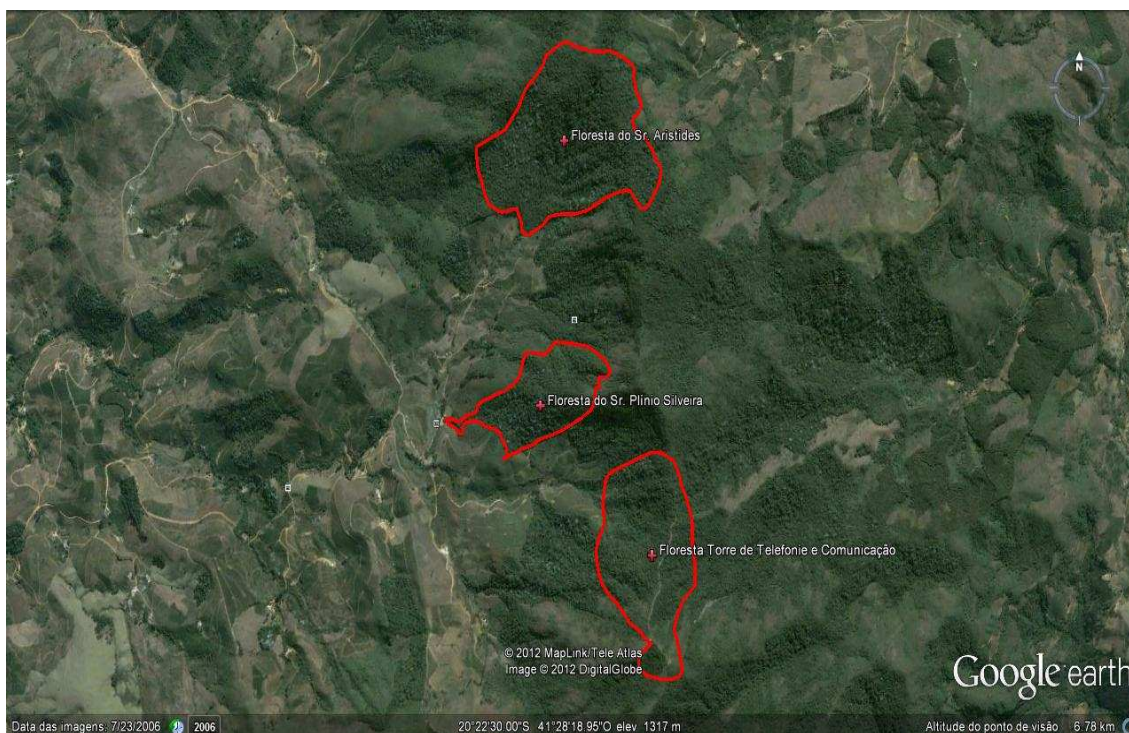 N
Floresta do Sr. Aristides
Floresta do Sr. Plínio Silveira
Floresta Torre de Telefonie e Comunicação
© 2012 MapLink/Tele Atlas
Image © 2012 DigitalGlobe
Google earth
Data das imagens: 7/23/2006 2006 20°22'30.00"S 41°28'18.95"O elev 1317 m Altitude do ponto de visão 6.78 km